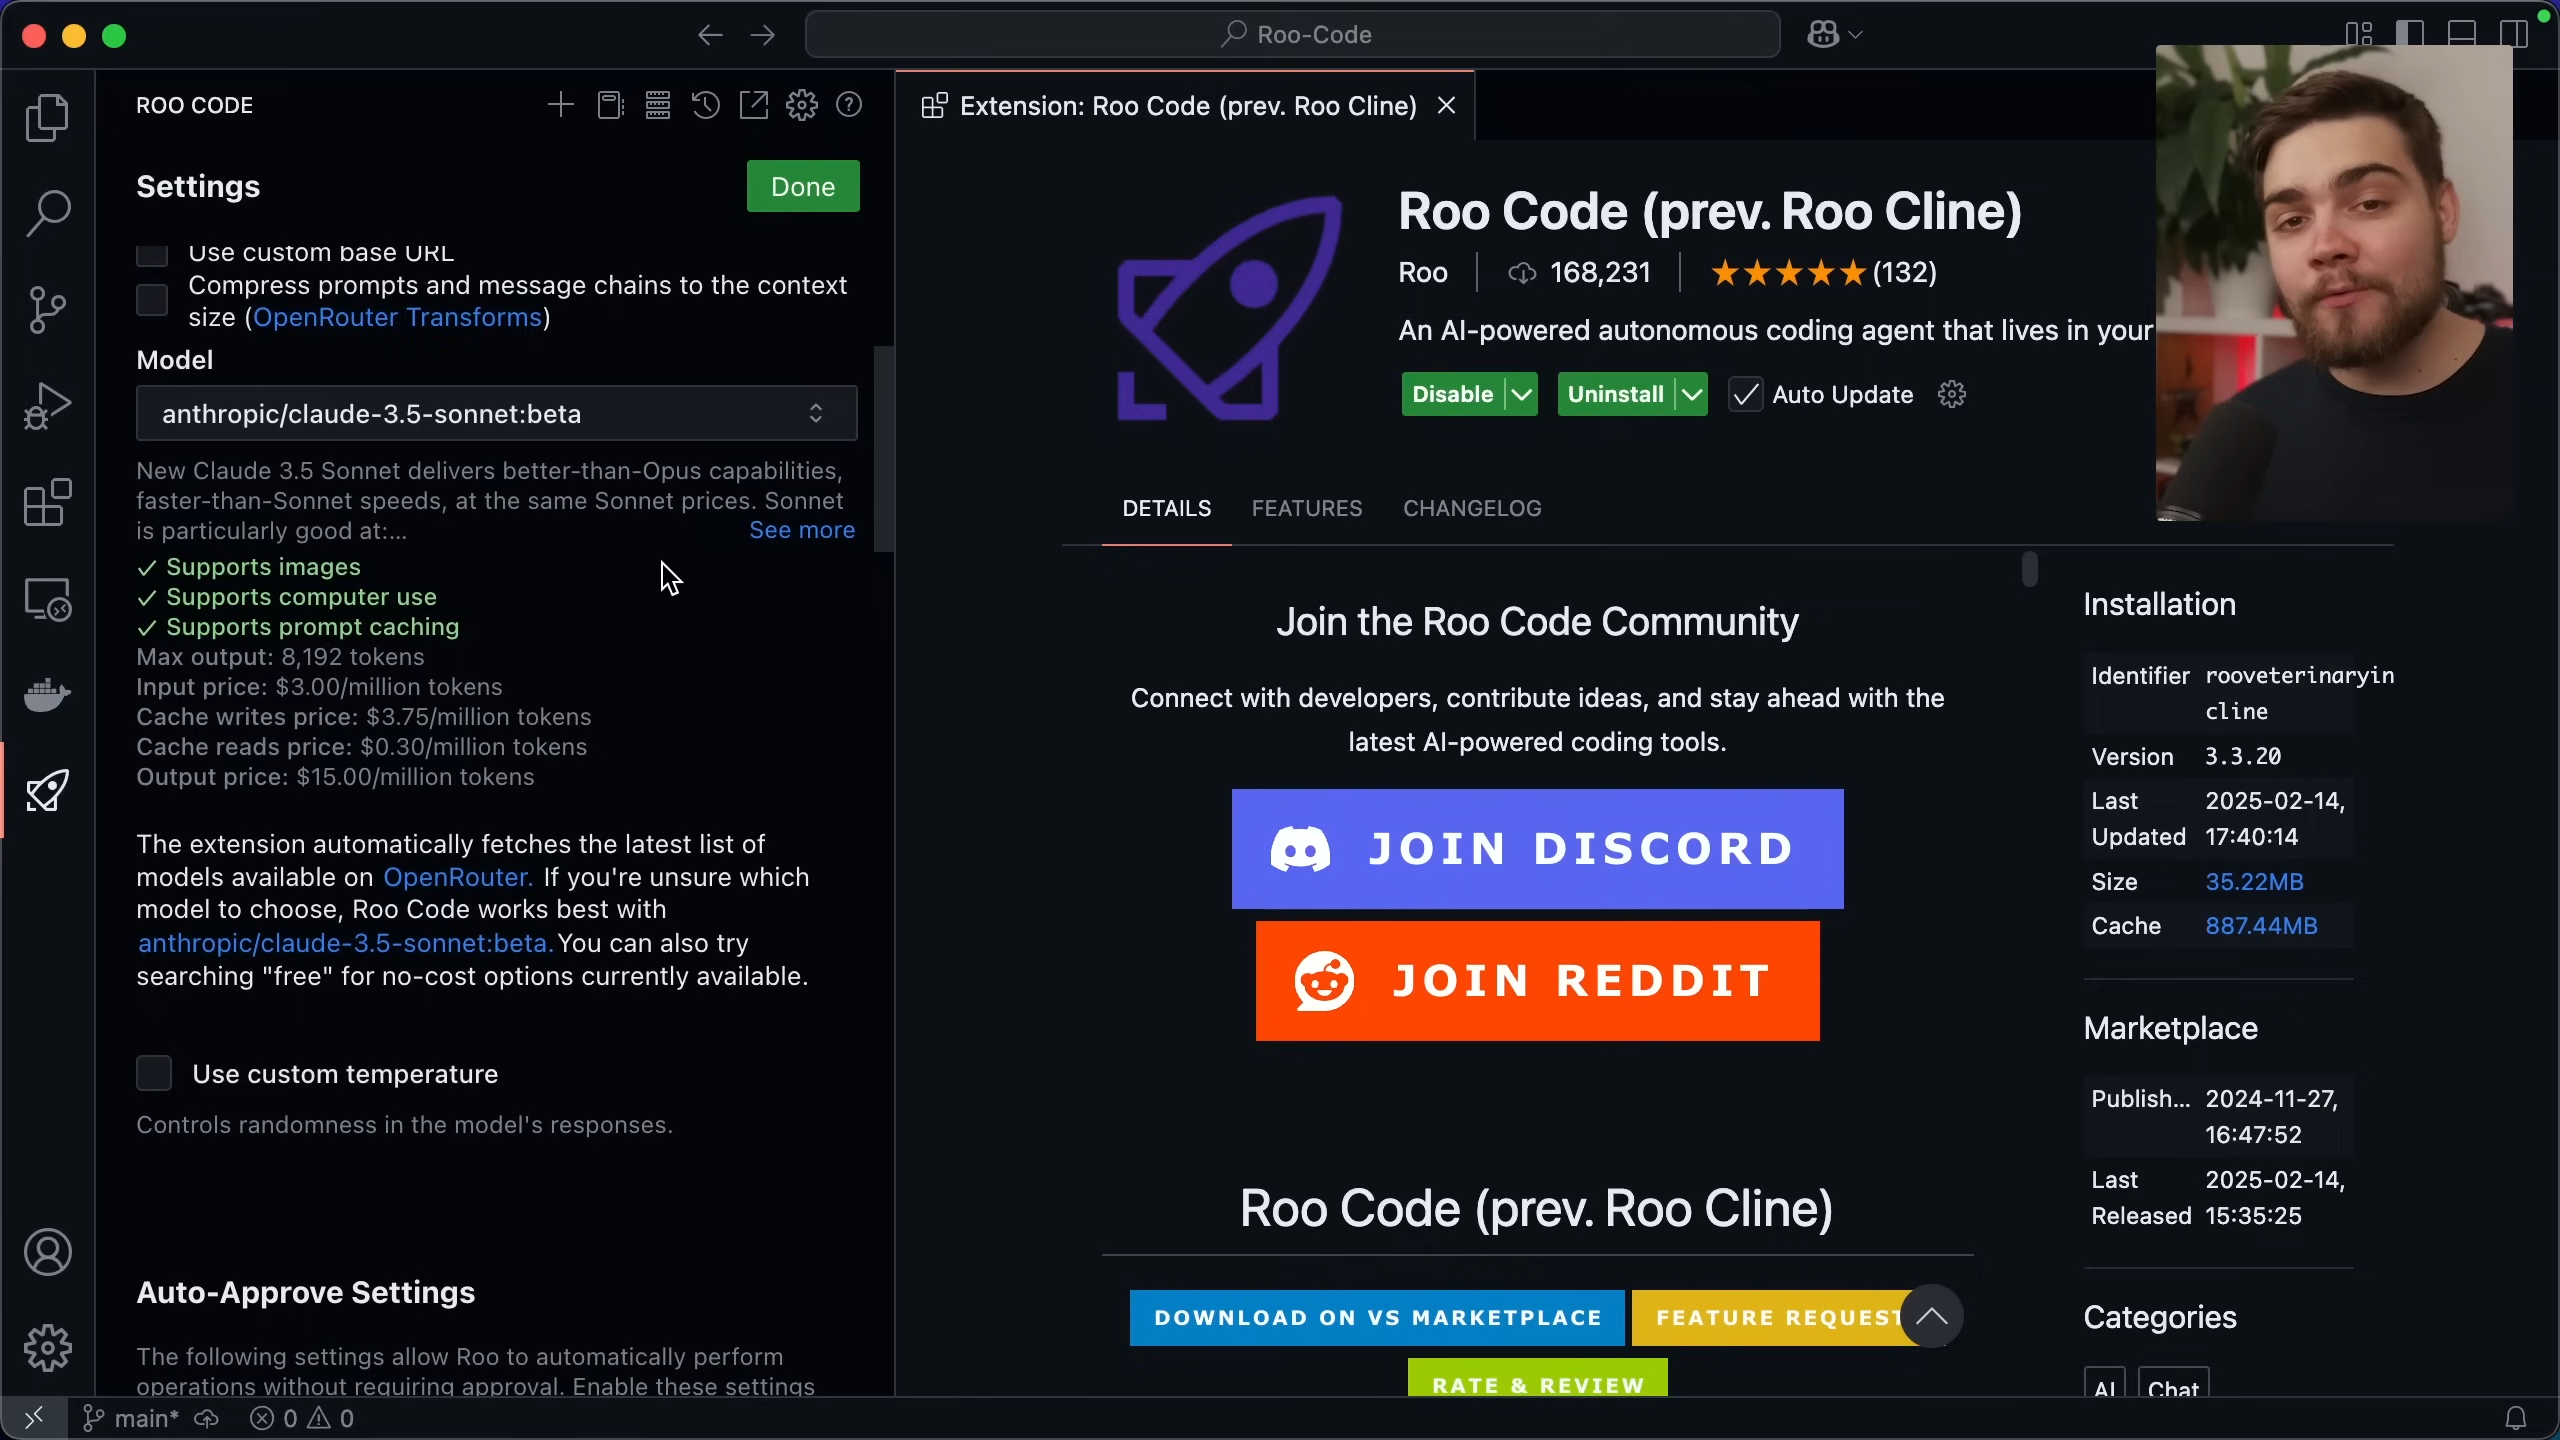 Roo-Code
ROO CODE
Settings
Done
Use custom base URL
Compress prompts and message chains to the context
size (OpenRouter Transforms)
Model
anthropic/claude-3.5-sonnet:beta
New Claude 3.5 Sonnet delivers better-than-Opus capabilities,
faster-than-Sonnet speeds, at the same Sonnet prices. Sonnet
is particularly good at:...
See more
✓ Supports images
✓ Supports computer use
✓ Supports prompt caching
Max output: 8,192 tokens
Input price: $3.00/million tokens
Cache writes price: $3.75/million tokens
Cache reads price: $0.30/million tokens
Output price: $15.00/million tokens
The extension automatically fetches the latest list of
models available on OpenRouter. If you're unsure which
model to choose, Roo Code works best with
anthropic/claude-3.5-sonnet:beta. You can also try
searching "free" for no-cost options currently available.
Use custom temperature
Controls randomness in the model's responses.
Auto-Approve Settings
The following settings allow Roo to automatically perform
operations without requiring approval. Enable these settings
Extension: Roo Code (prev. Roo Cline)
Roo Code (prev. Roo Cline)
Roo
168,231
★★★★★(132)
An AI-powered autonomous coding agent that lives in your
Disable
Uninstall
Auto Update
DETAILS
FEATURES
CHANGELOG
Join the Roo Code Community
Connect with developers, contribute ideas, and stay ahead with the
latest AI-powered coding tools.
JOIN DISCORD
JOIN REDDIT
Roo Code (prev. Roo Cline)
DOWNLOAD ON VS MARKETPLACE
FEATURE REQUEST
RATE & REVIEW
Installation
Identifier rooveterinaryin
cline
Version 3.3.20
Last 2025-02-14,
Updated 17:40:14
Size 35.22MB
Cache 887.44MB
Marketplace
Publish... 2024-11-27,
16:47:52
Last 2025-02-14,
Released 15:35:25
Categories
AI
Chat
main*
0
0